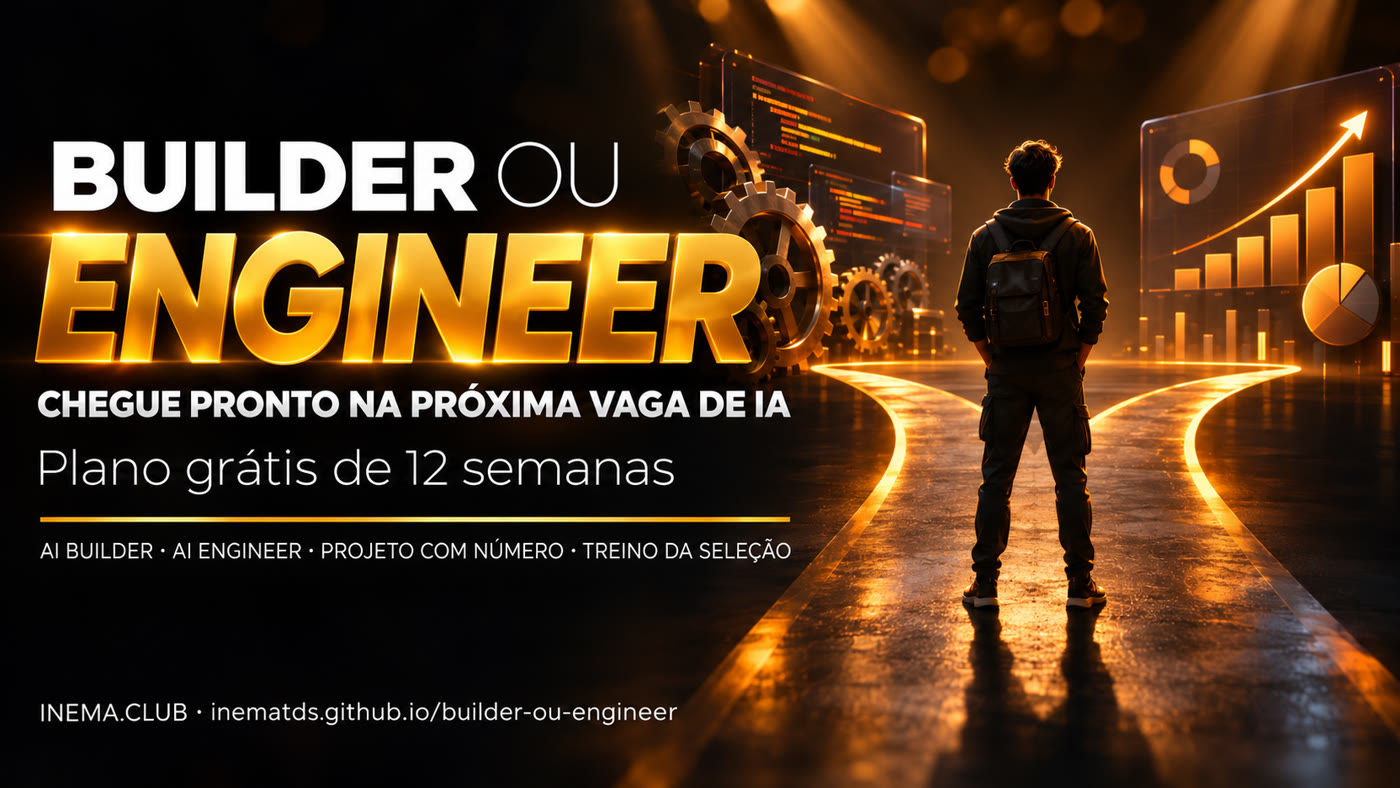 BUILDER OU
ENGINEER
CHEGUE PRONTO NA PRÓXIMA VAGA DE IA
Plano grátis de 12 semanas
AI BUILDER · AI ENGINEER · PROJETO COM NÚMERO · TREINO DA SELEÇÃO
INEMA.CLUB · inematds.github.io/builder-ou-engineer